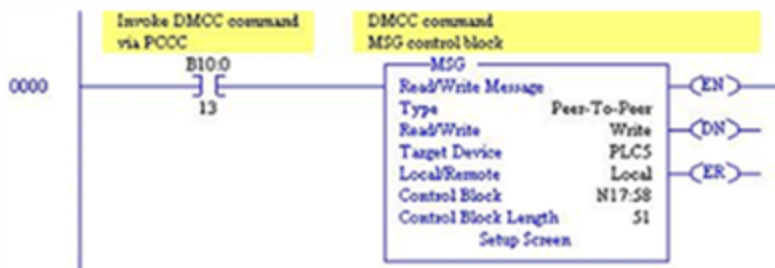 Invoke DMCC command
via PCCC
DMCC command
MSG control block
B10:0
0000
13
MSG
Read/Write Message
Type Peer-To-Peer
Read/Write Write
Target Device PLC5
Local/Remote Local
Control Block N17:58
Control Block Length 51
Setup Screen
EN
DN
ER